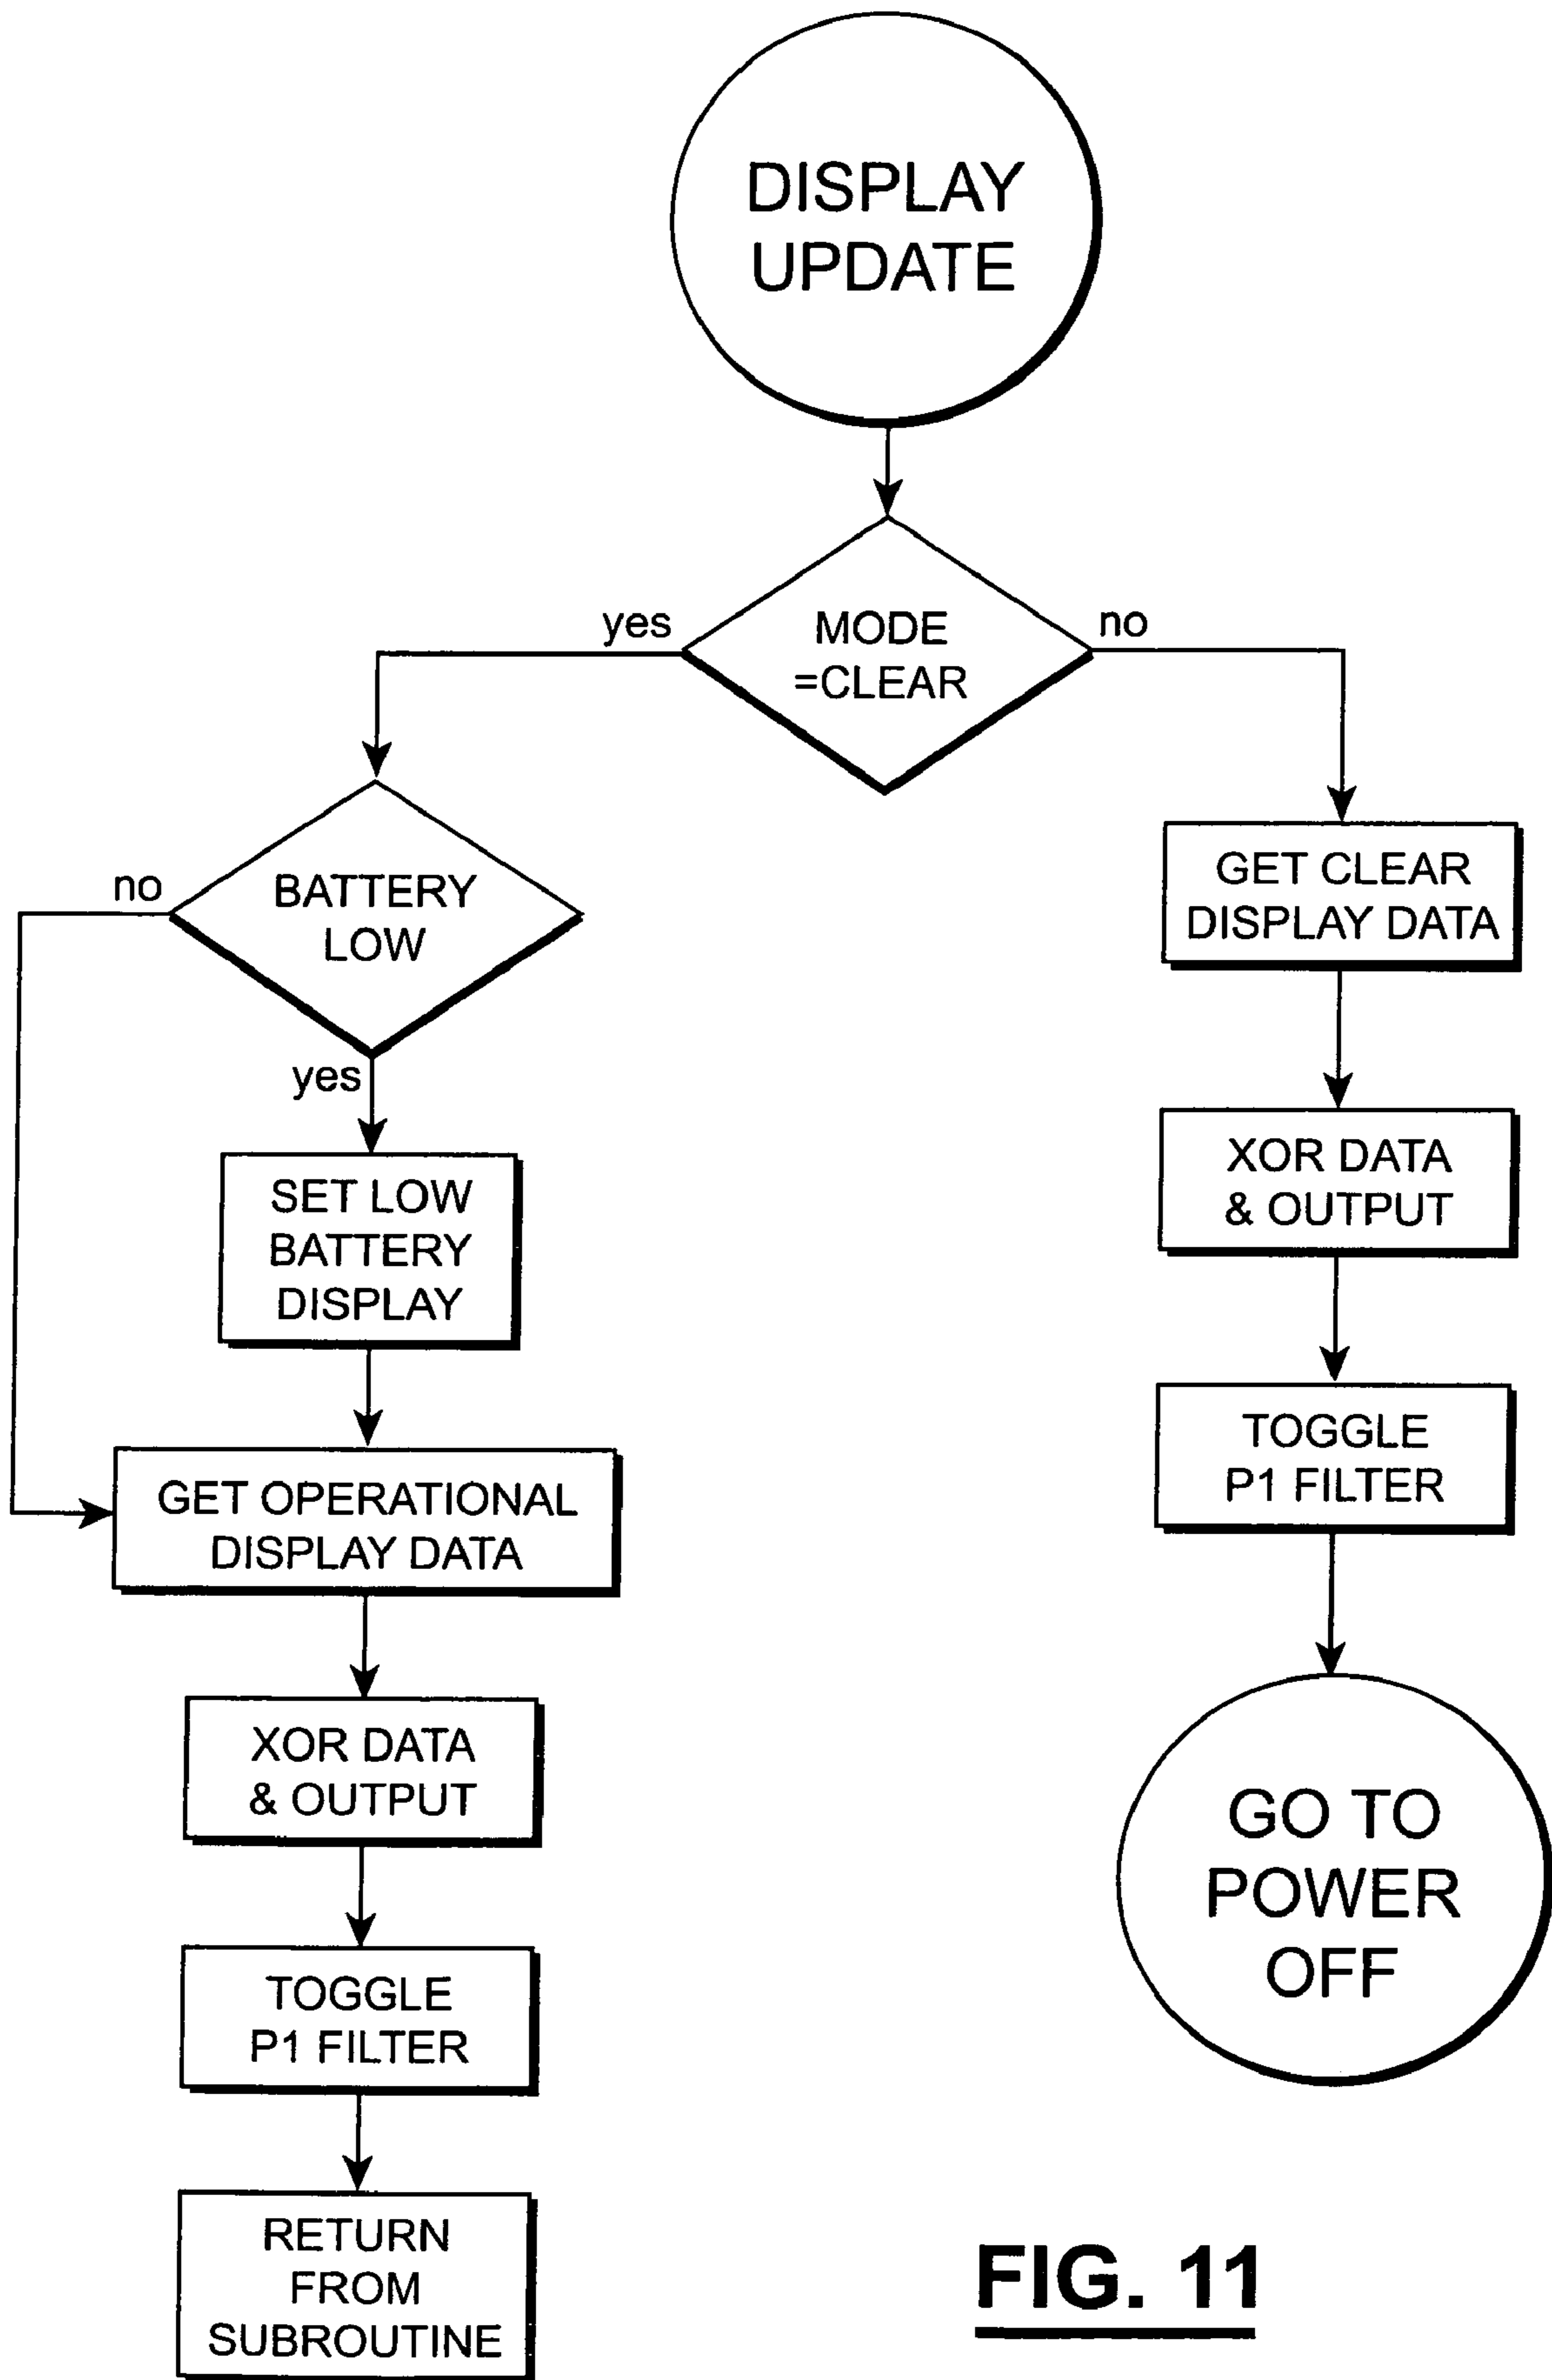 DISPLAY
UPDATE
yes
MODE
=CLEAR
no
no
BATTERY
LOW
yes
SET LOW
BATTERY
DISPLAY
GET OPERATIONAL
DISPLAY DATA
XOR DATA
& OUTPUT
TOGGLE
P1 FILTER
RETURN
FROM
SUBROUTINE
GET CLEAR
DISPLAY DATA
XOR DATA
& OUTPUT
TOGGLE
P1 FILTER
GO TO
POWER
OFF
FIG. 11